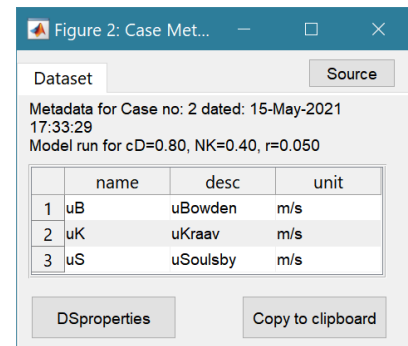 Figure 2: Case Met...
Dataset
Source
Metadata for Case no: 2 dated: 15-May-2021
17:33:29
Model run for cD=0.80, NK=0.40, r=0.050
name desc unit
1 uB uBowden m/s
2 uK uKraav m/s
3 uS uSoulsby m/s
DSproperties Copy to clipboard